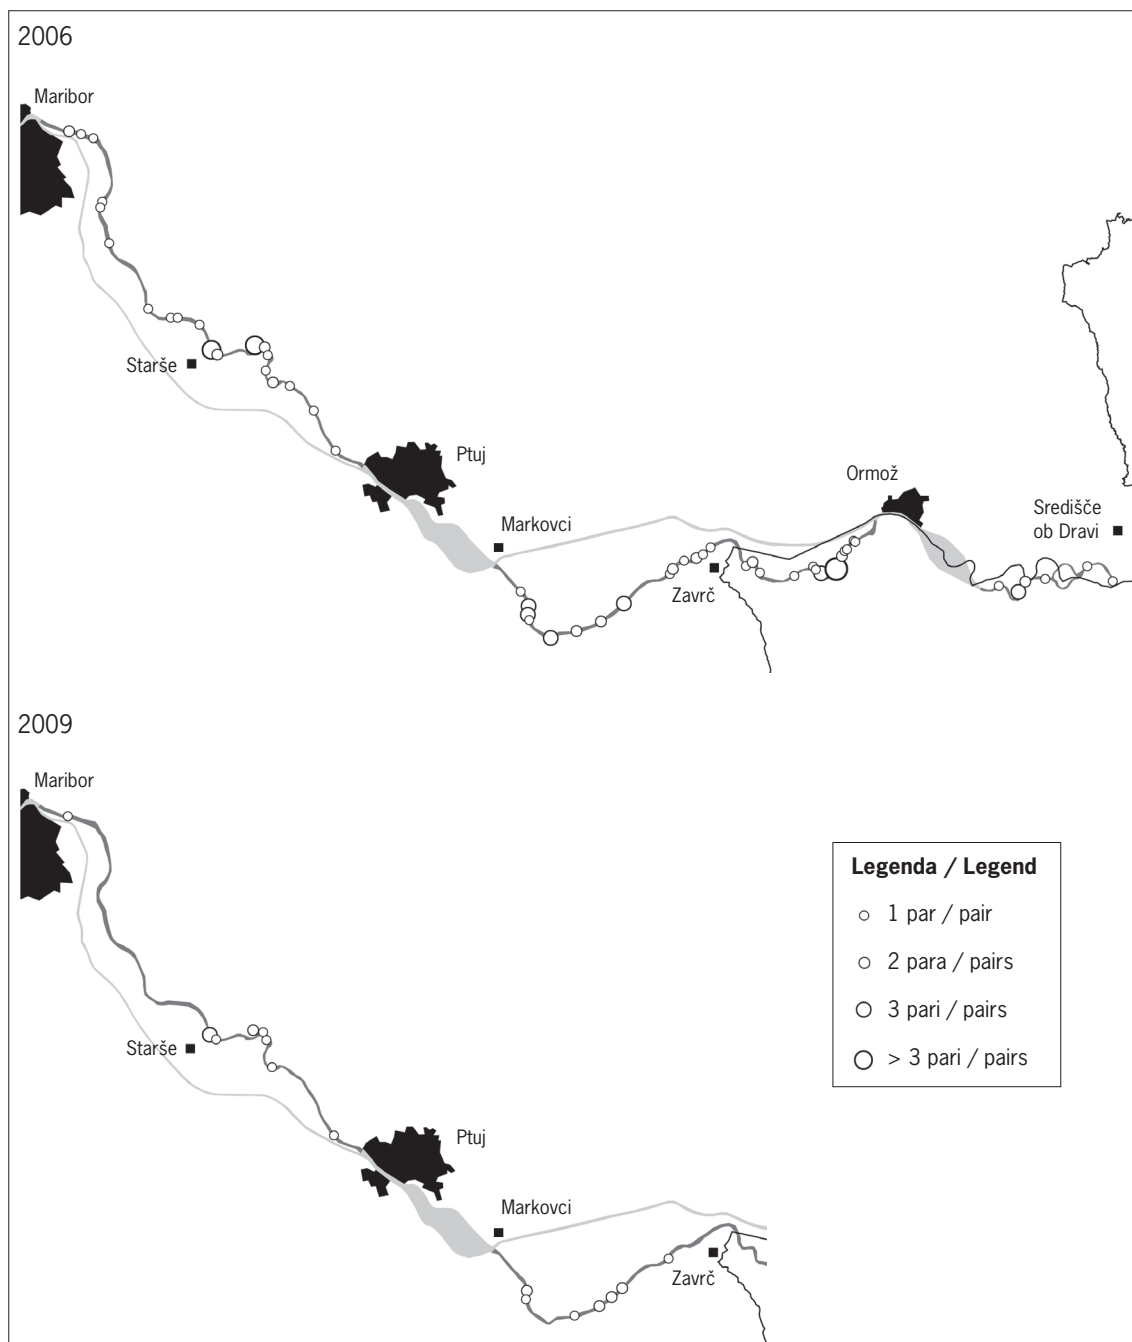 2006
Maribor
Starše
Ptuj
Markovci
Zavrč
Ormož
Središče
ob Dravi
2009
Maribor
Starše
Ptuj
Markovci
Zavrč
Legenda / Legend
1 par / pair
2 para / pairs
3 pari / pairs
> 3 pari / pairs